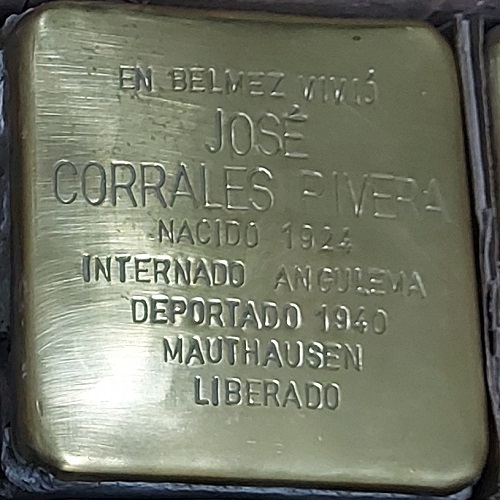 EN BELMEZ VIVIÓ
JOSÉ
CORRALES RIVERA
NACIDO 1924
INTERNADO ANGULEMA
DEPORTADO 1940
MAUTHAUSEN
LIBERADO